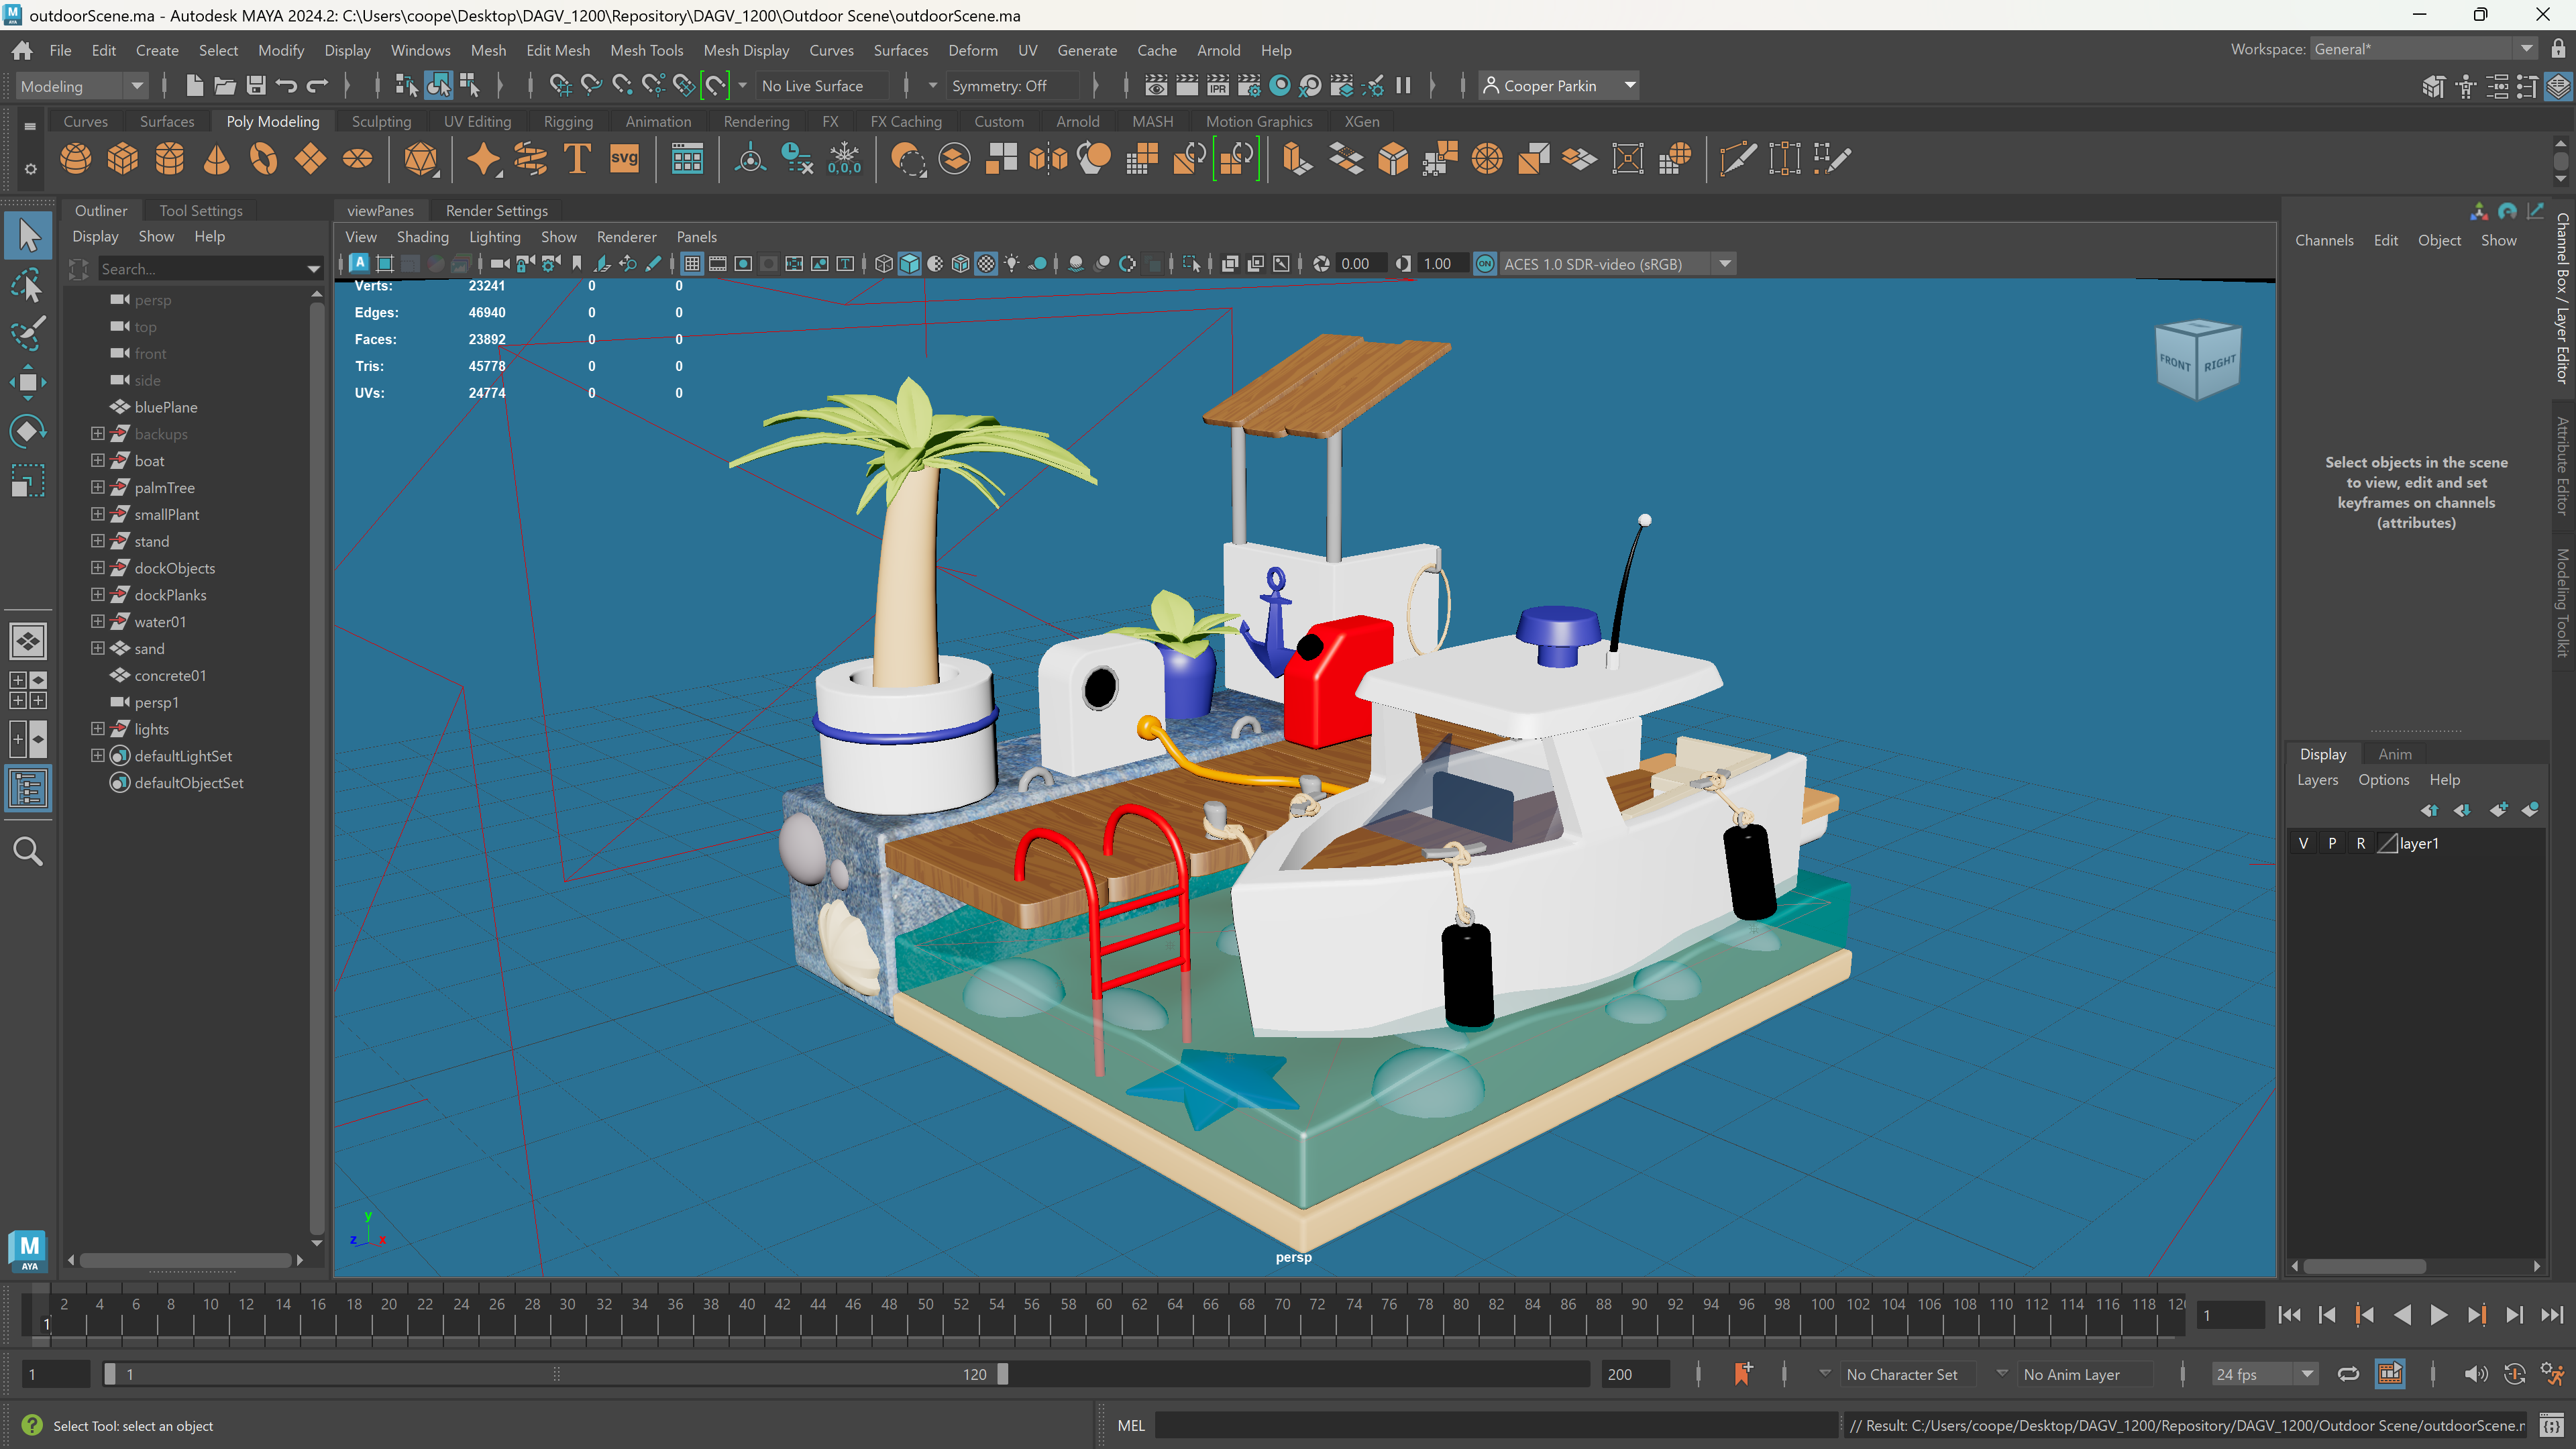 outdoorScene.ma - Autodesk MAYA 2024.2: C:\Users\coope\Desktop\DAGV_1200\Repository\DAGV_1200\Outdoor Scene\outdoorScene.ma
File Edit Create Select Modify Display Windows Mesh Edit Mesh Mesh Tools Mesh Display Curves Surfaces Deform UV Generate Cache Arnold Help
Workspace: General*
Modeling
No Live Surface
Symmetry: Off
IPR
Cooper Parkin
Curves Surfaces Poly Modeling Sculpting UV Editing Rigging Animation Rendering FX FX Caching Custom Arnold MASH Motion Graphics XGen
T svg 0,0,0
Outliner Tool Settings
Display Show Help
Search...
persp
top
front
side
bluePlane
backups
boat
palmTree
smallPlant
stand
dockObjects
dockPlanks
water01
sand
concrete01
persp1
lights
defaultLightSet
defaultObjectSet
viewPanes Render Settings
View Shading Lighting Show Renderer Panels
0.00 1.00 ON ACES 1.0 SDR-video (sRGB)
Verts: 23241 0 0
Edges: 46940 0 0
Faces: 23892 0 0
Tris: 45778 0 0
UVs: 24774 0 0
FRONT RIGHT
y
z x
persp
Channels Edit Object Show
Select objects in the scene
to view, edit and set
keyframes on channels
(attributes)
Channel Box / Layer Editor
Attribute Editor
Modeling Toolkit
Display Anim
Layers Options Help
V P R layer1
M
AYA
2 4 6 8 10 12 14 16 18 20 22 24 26 28 30 32 34 36 38 40 42 44 46 48 50 52 54 56 58 60 62 64 66 68 70 72 74 76 78 80 82 84 86 88 90 92 94 96 98 100 102 104 106 108 110 112 114 116 118
1
1
1 1 120 200
No Character Set
No Anim Layer
24 fps
Select Tool: select an object
MEL
// Result: C:/Users/coope/Desktop/DAGV_1200/Repository/DAGV_1200/Outdoor Scene/outdoorScene.